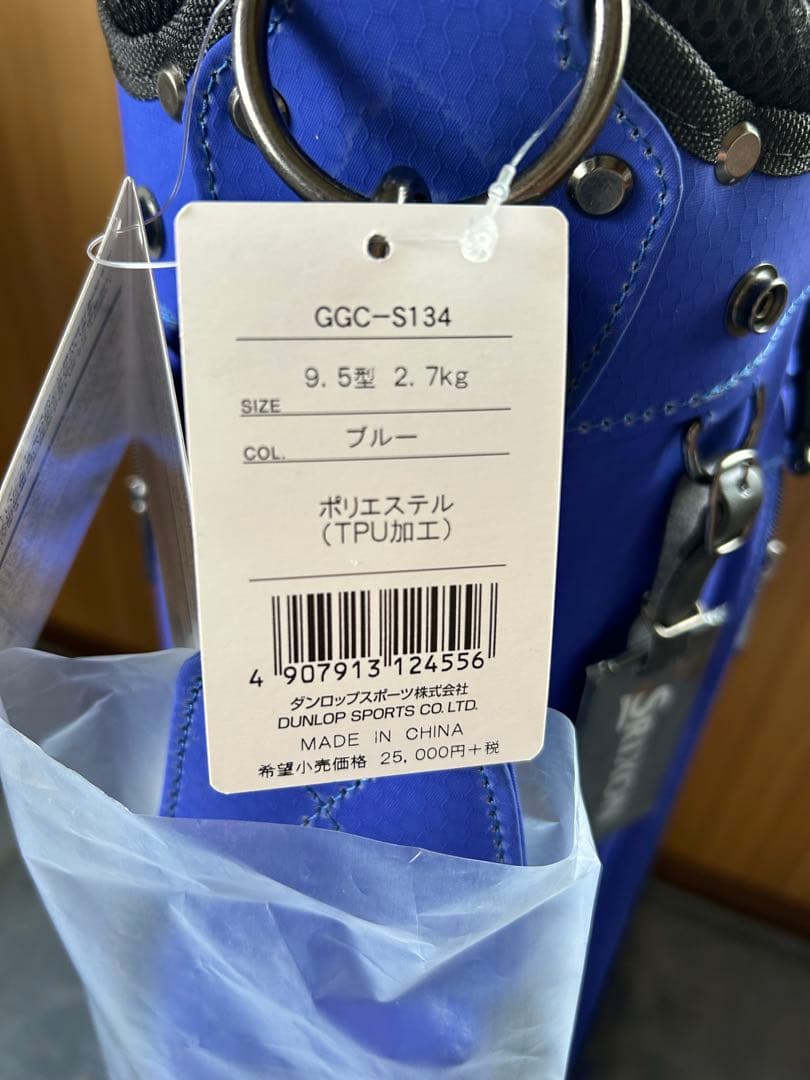 GGC-S134
9.5型 2.7kg
SIZE
ブルー
COL.
ポリエステル
(TPU加工)
4 907913 124556
ダンロップスポーツ株式会社
DUNLOP SPORTS CO. LTD.
MADE IN CHINA
希望小売価格 25,000円+税
SRIXON